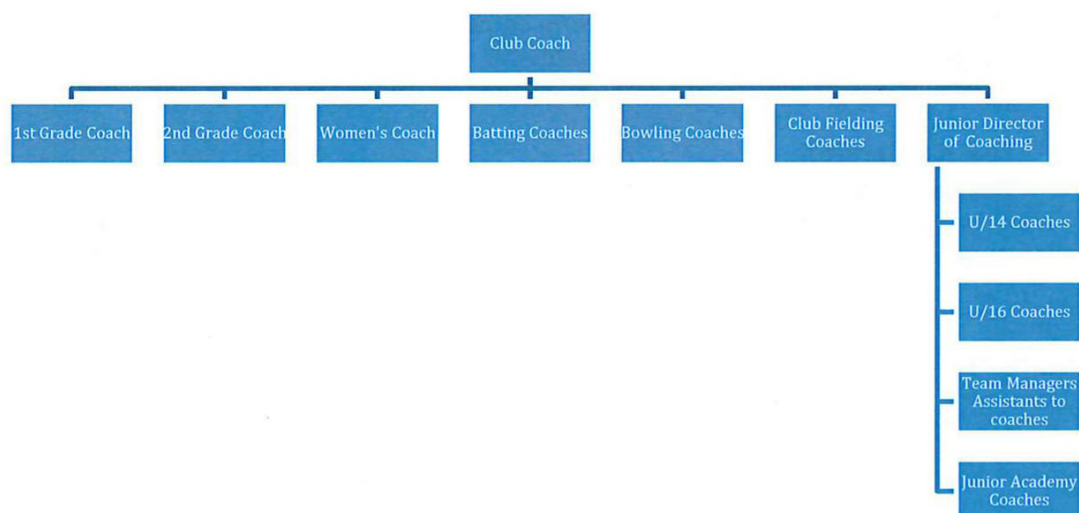 Club Coach
1st Grade Coach
2nd Grade Coach
Women's Coach
Batting Coaches
Bowling Coaches
Club Fielding
Coaches
Junior Director
of Coaching
U/14 Coaches
U/16 Coaches
Team Managers
Assistants to
coaches
Junior Academy
Coaches